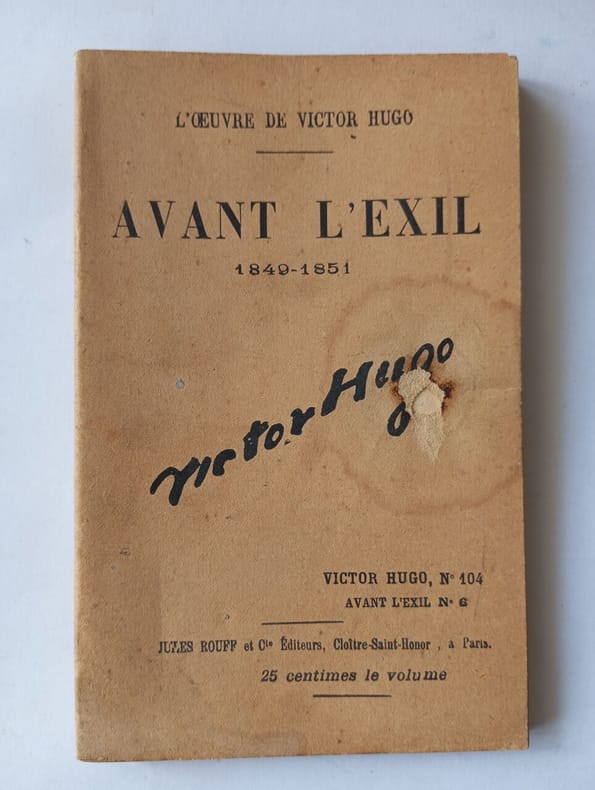 L'ŒUVRE DE VICTOR HUGO
AVANT L'EXIL
1849-1851
Victor Hugo
VICTOR HUGO, N° 104
AVANT L'EXIL N° 6
JULES ROUFF et Cie Éditeurs, Cloître-Saint-Honor , à Paris.
25 centimes le volume